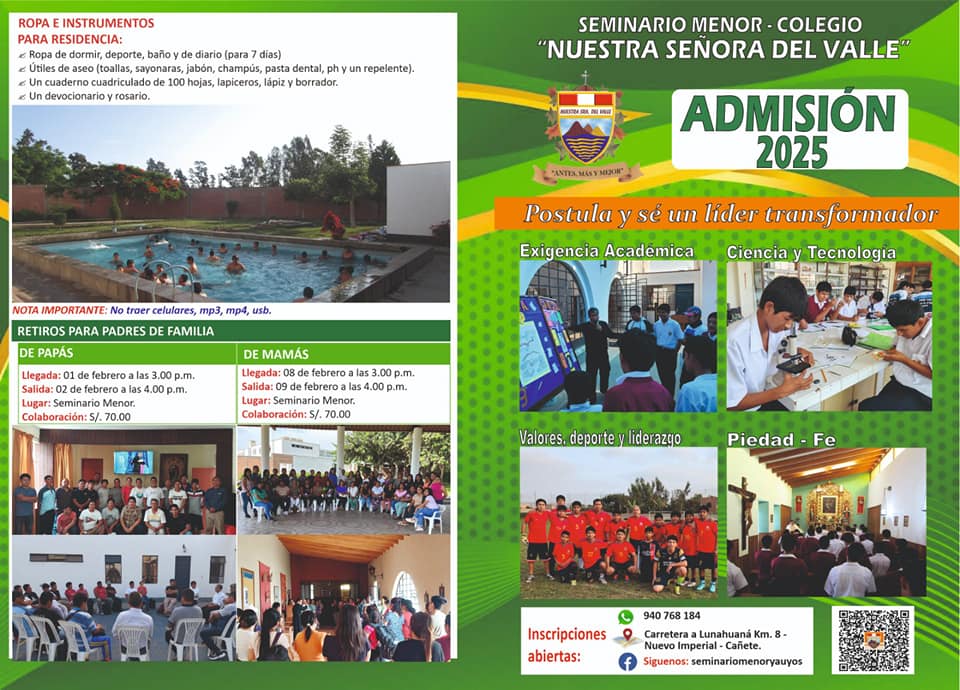 ROPA E INSTRUMENTOS
PARA RESIDENCIA:
Ropa de dormir, deporte, baño y de diario (para 7 días)
Útiles de aseo (toallas, sayonaras, jabón, champús, pasta dental, ph y un repelente).
Un cuaderno cuadriculado de 100 hojas, lapiceros, lápiz y borrador.
Un devocionario y rosario.
NOTA IMPORTANTE: No traer celulares, mp3, mp4, usb.
RETIROS PARA PADRES DE FAMILIA
DE PAPÁS
Llegada: 01 de febrero a las 3.00 p.m.
Salida: 02 de febrero a las 4.00 p.m.
Lugar: Seminario Menor.
Colaboración: S/. 70.00
DE MAMÁS
Llegada: 08 de febrero a las 3.00 p.m.
Salida: 09 de febrero a las 4.00 p.m.
Lugar: Seminario Menor.
Colaboración: S/. 70.00
SEMINARIO MENOR - COLEGIO
“NUESTRA SEÑORA DEL VALLE”
NUESTRA SRA. DEL VALLE
"ANTES, MÁS Y MEJOR"
ADMISIÓN
2025
Postula y sé un líder transformador
Exigencia Académica
Ciencia y Tecnología
Valores, deporte y liderazgo
Piedad - Fe
Inscripciones
abiertas:
940 768 184
Carretera a Lunahuaná Km. 8 -
Nuevo Imperial - Cañete.
Síguenos: seminariomenoryauyos